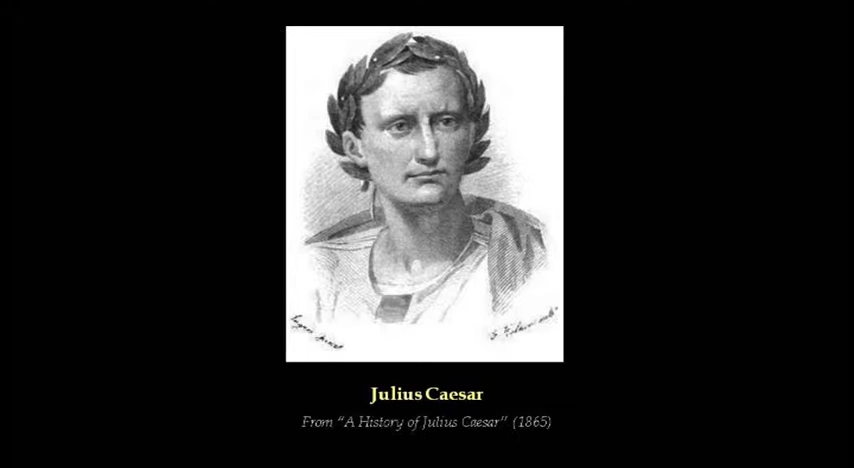 Julius Caesar
From “A History of Julius Caesar” (1865)